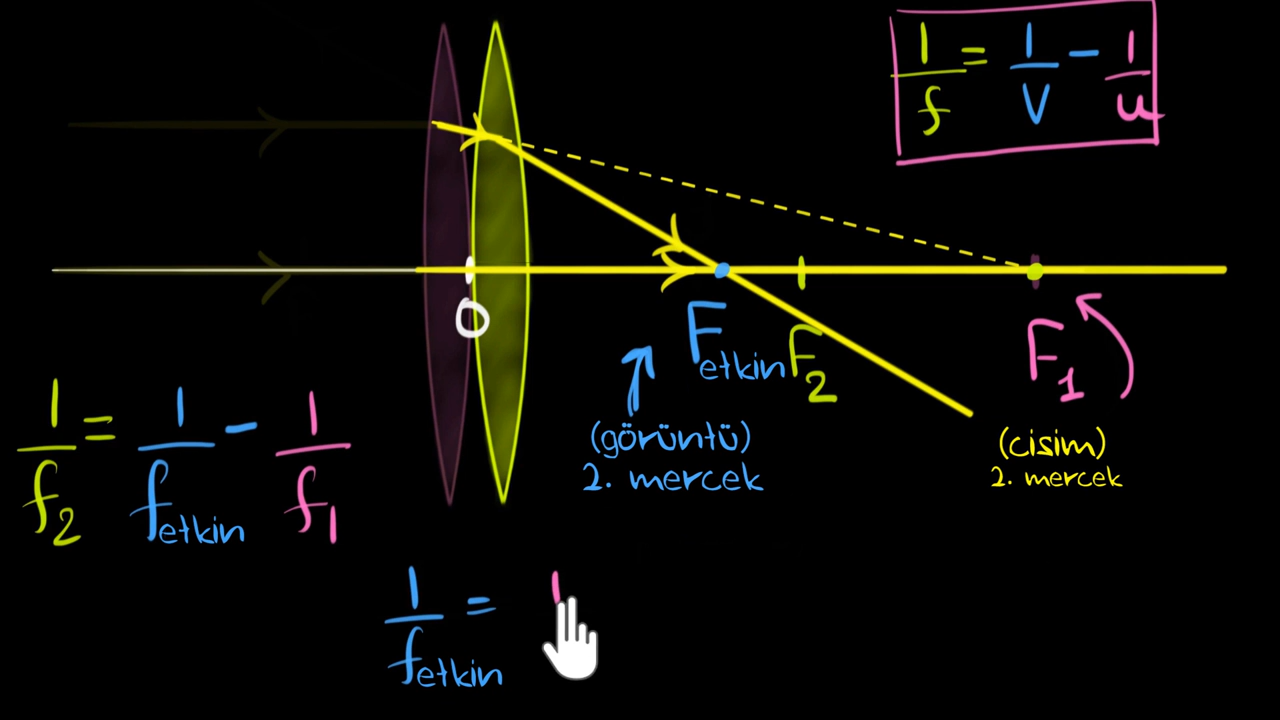 1/f = 1/v - 1/u
O
F etkin
F2
F1
(görüntü)
2. mercek
(cisim)
2. mercek
1/f2 = 1/f etkin - 1/f1
1/f etkin = 1